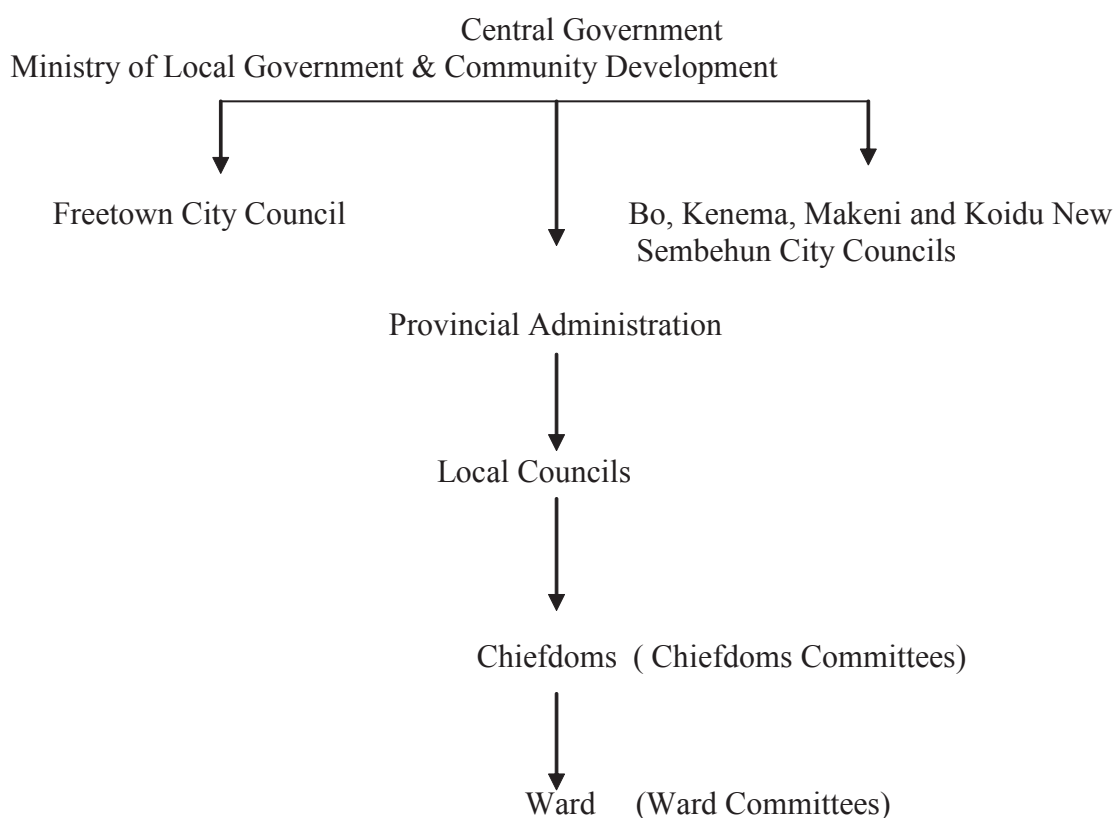 Central Government
Ministry of Local Government & Community Development
Freetown City Council
Bo, Kenema, Makeni and Koidu New
Sembehun City Councils
Provincial Administration
Local Councils
Chiefdoms ( Chiefdoms Committees)
Ward (Ward Committees)